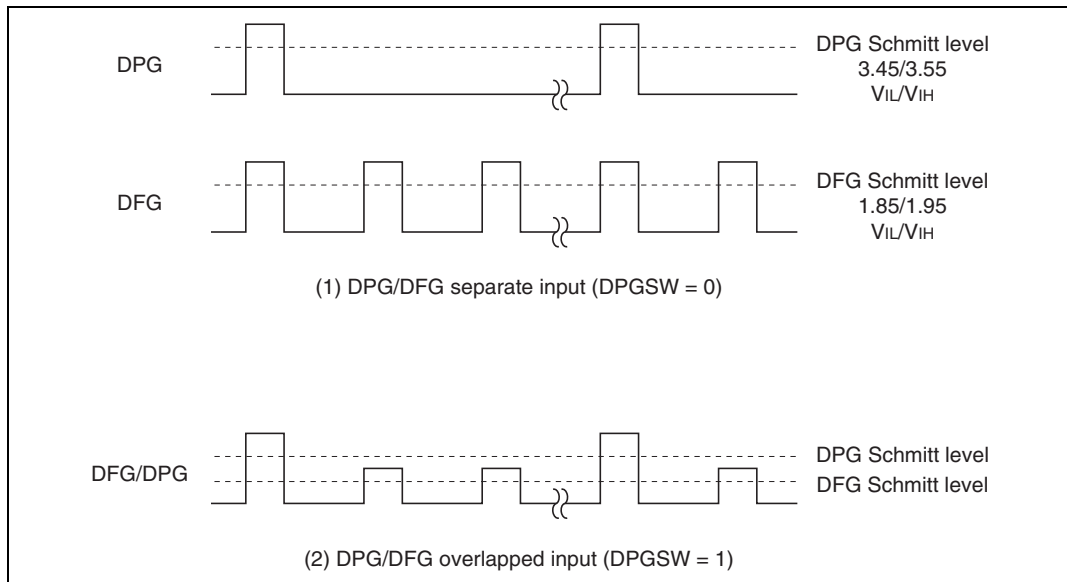 DPG
DPG Schmitt level
3.45/3.55
VIL/VIH
DFG
DFG Schmitt level
1.85/1.95
VIL/VIH
(1) DPG/DFG separate input (DPGSW = 0)
DFG/DPG
DPG Schmitt level
DFG Schmitt level
(2) DPG/DFG overlapped input (DPGSW = 1)